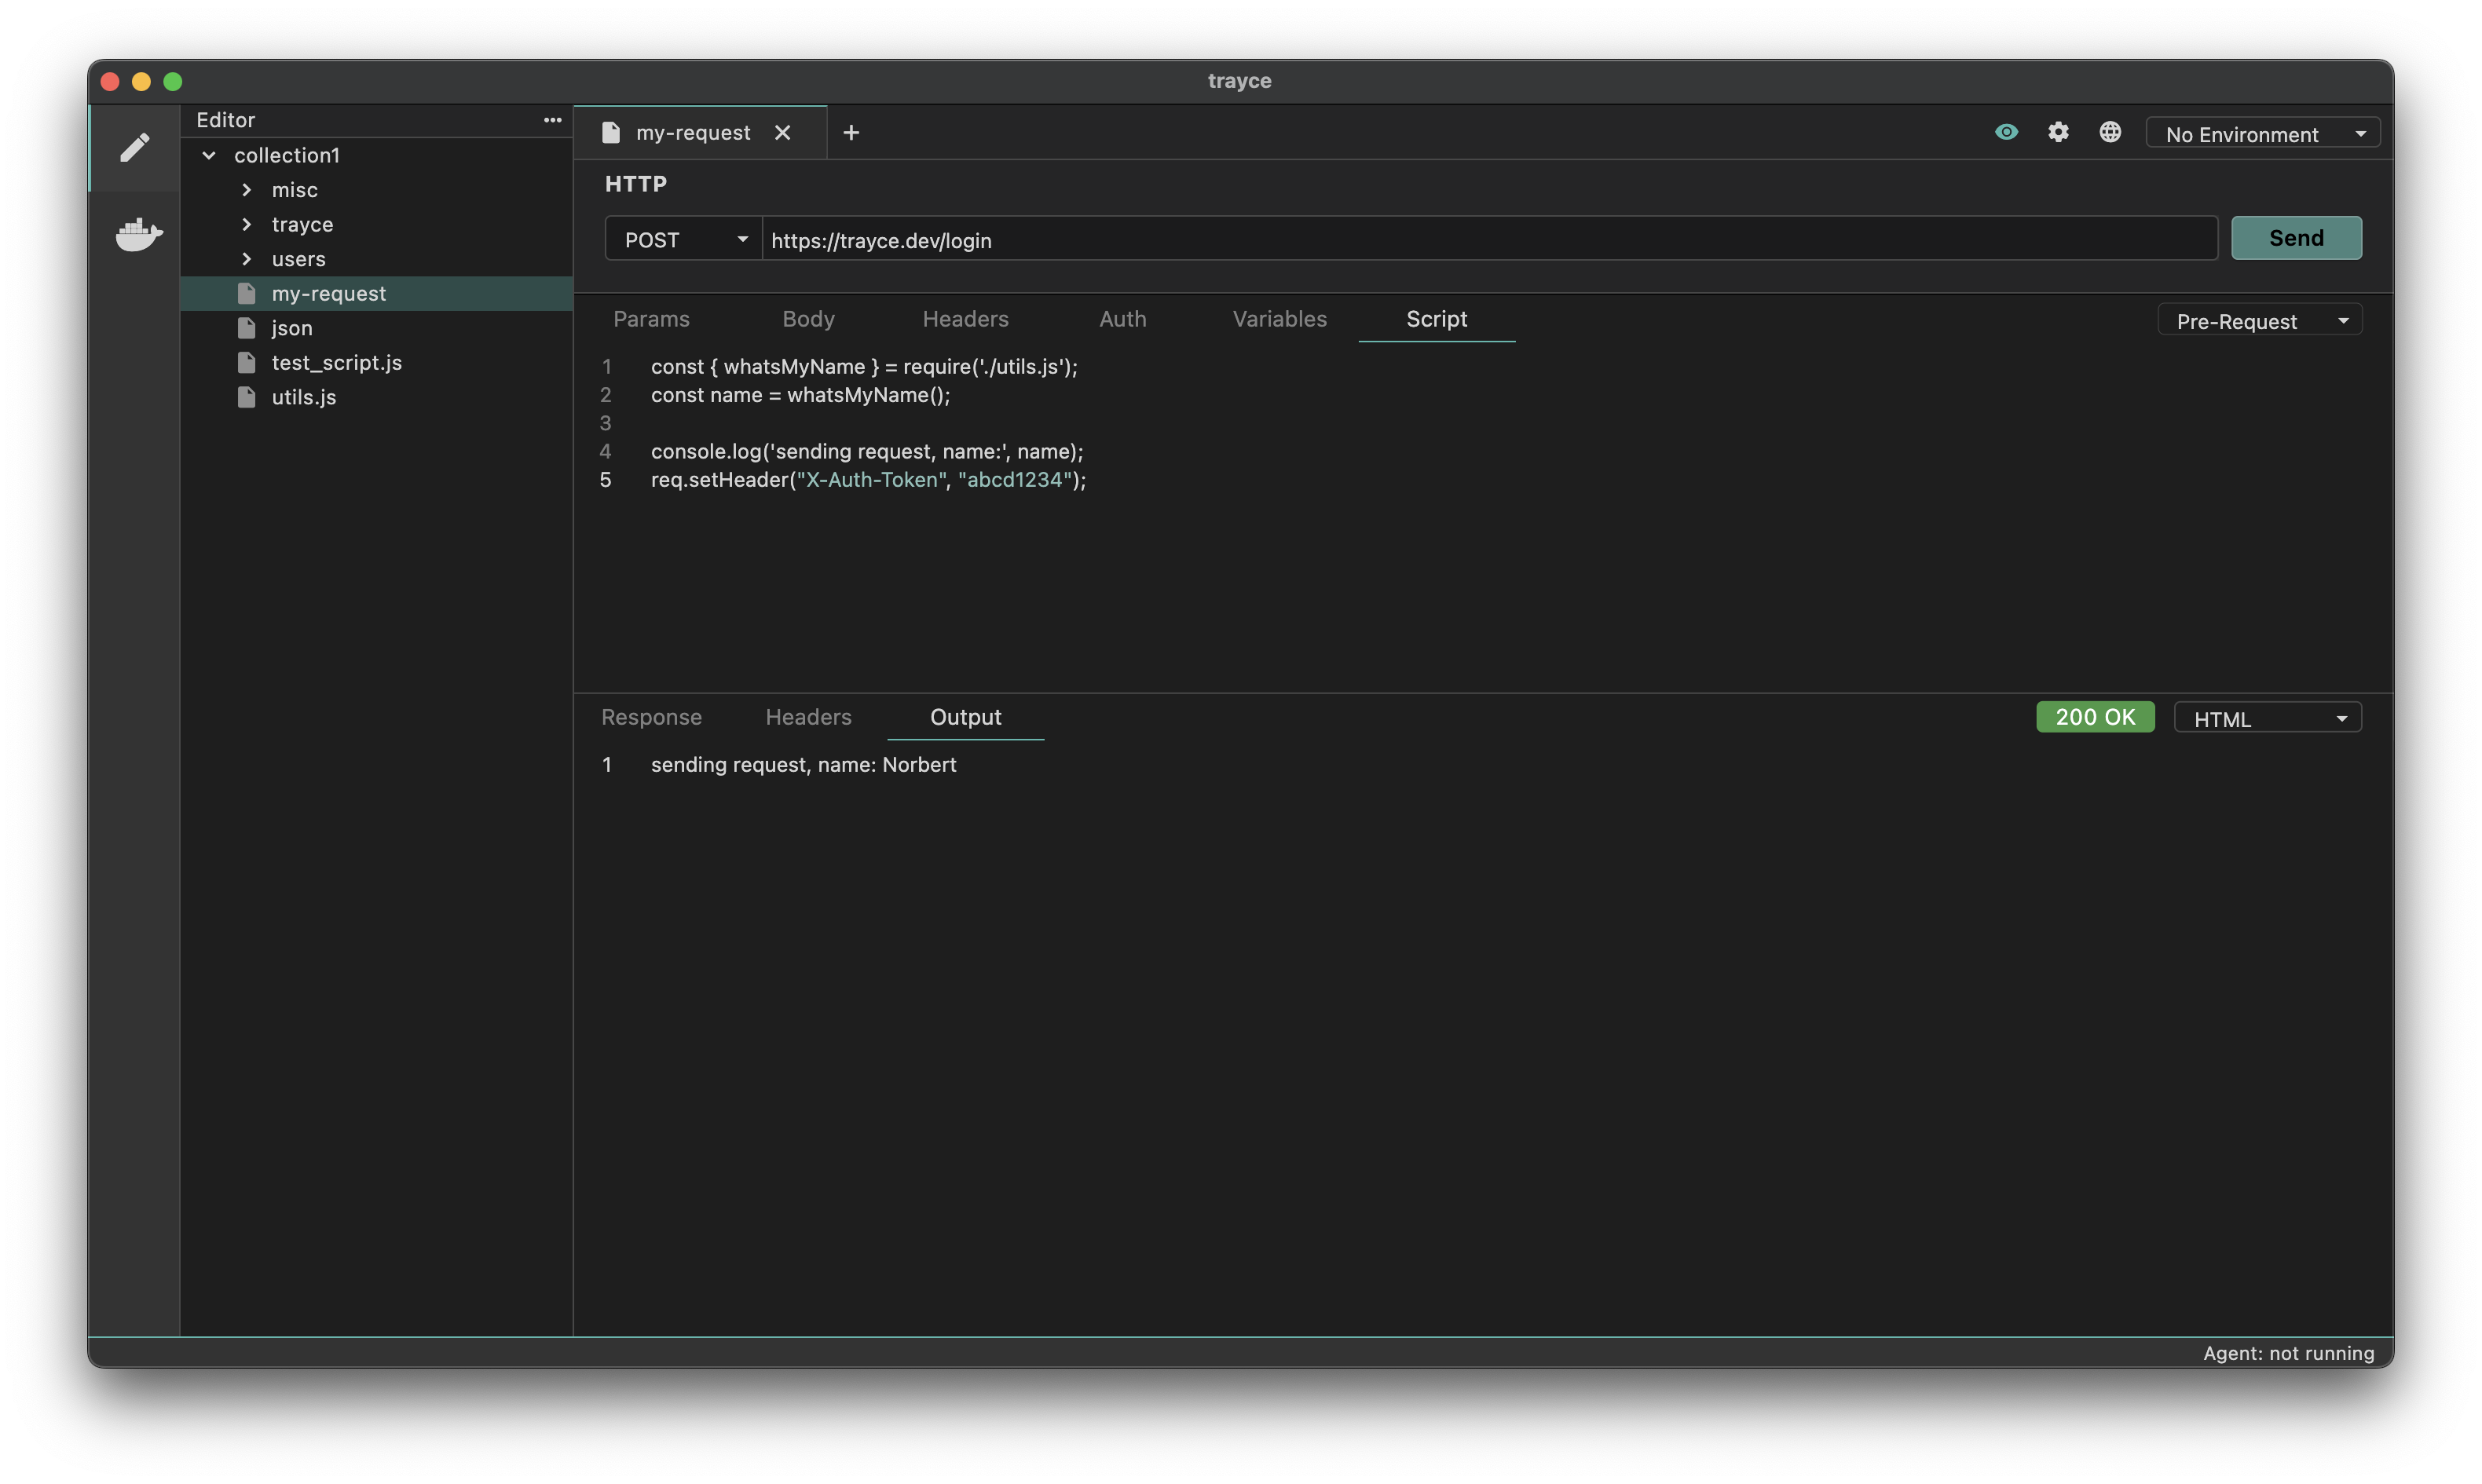 trayce
Editor
collection1
misc
trayce
users
my-request
json
test_script.js
utils.js
my-request
No Environment
HTTP
POST
https://trayce.dev/login
Send
Params Body Headers Auth Variables Script
Pre-Request
1 const { whatsMyName } = require('./utils.js');
2 const name = whatsMyName();
3
4 console.log('sending request, name:', name);
5 req.setHeader("X-Auth-Token", "abcd1234");
Response Headers Output
200 OK
HTML
1 sending request, name: Norbert
Agent: not running